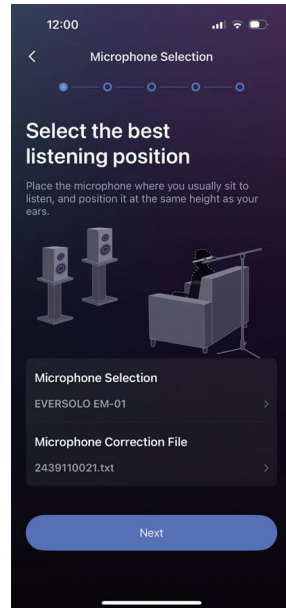 12:00
Microphone Selection
Select the best
listening position
Place the microphone where you usually sit to
listen, and position it at the same height as your
ears.
Microphone Selection
EVERSOLO EM-01
Microphone Correction File
2439110021.txt
Next